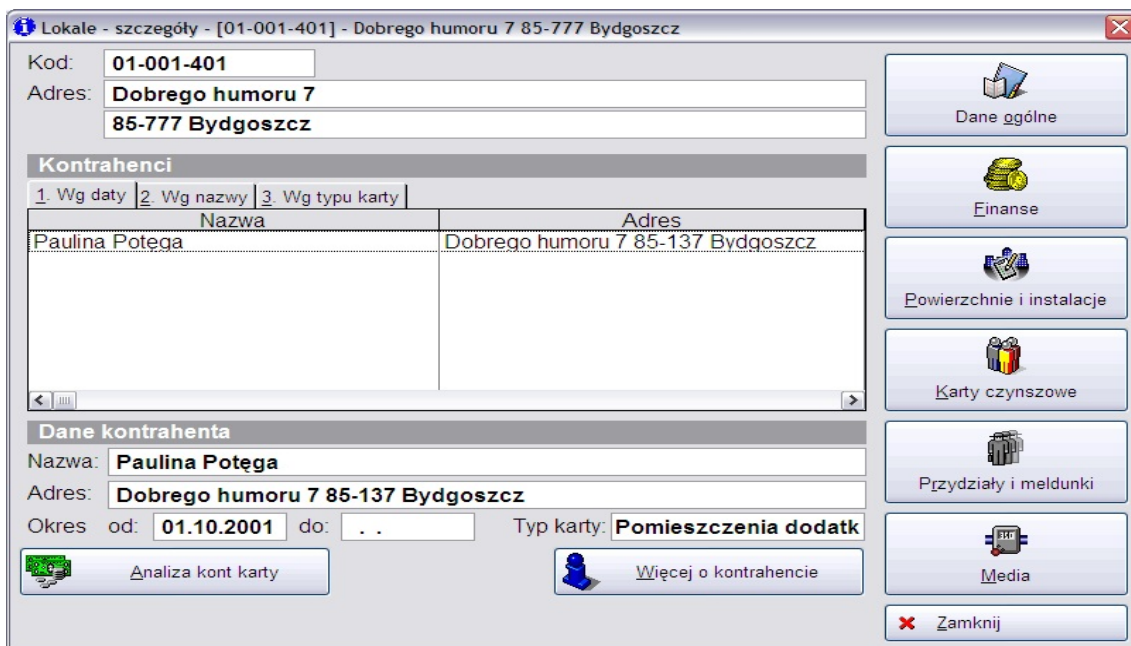 Lokale - szczegóły - [01-001-401] - Dobrego humoru 7 85-777 Bydgoszcz
Kod: 01-001-401
Adres: Dobrego humoru 7
85-777 Bydgoszcz
Kontrahenci
1. Wg daty 2. Wg nazwy 3. Wg typu karty
Nazwa Adres
Paulina Potęga Dobrego humoru 7 85-137 Bydgoszcz
Dane kontrahenta
Nazwa: Paulina Potęga
Adres: Dobrego humoru 7 85-137 Bydgoszcz
Okres od: 01.10.2001 do: . . Typ karty: Pomieszczenia dodatk
Analiza kont karty Więcej o kontrahencie
Dane ogólne
Finanse
Powierzchnie i instalacje
Karty czynszowe
Przydziały i meldunki
Media
Zamknij